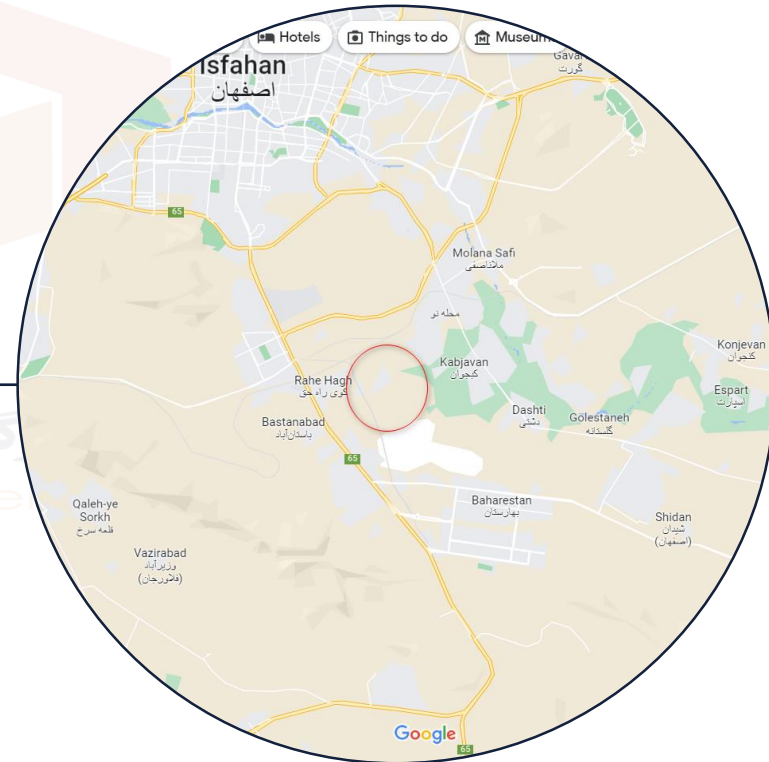 Hotels
Things to do
Museum
Isfahan
اصفهان
Gavar
گورت
65
Molana Safi
ملاناصفی
محله نو
Konjevan
کنجوان
Kabjavan
کبجوان
Rahe Hagh
کوی راه حق
Espart
اسپارت
Dashti
دشتی
Golestaneh
گلستانه
Bastanabad
باستان‌آباد
65
Qaleh-ye
Sorkh
قلعه سرخ
Baharestan
بهارستان
Shidan
شیدان
(اصفهان)
Vazirabad
وزیرآباد
(فلاورجان)
Google
65